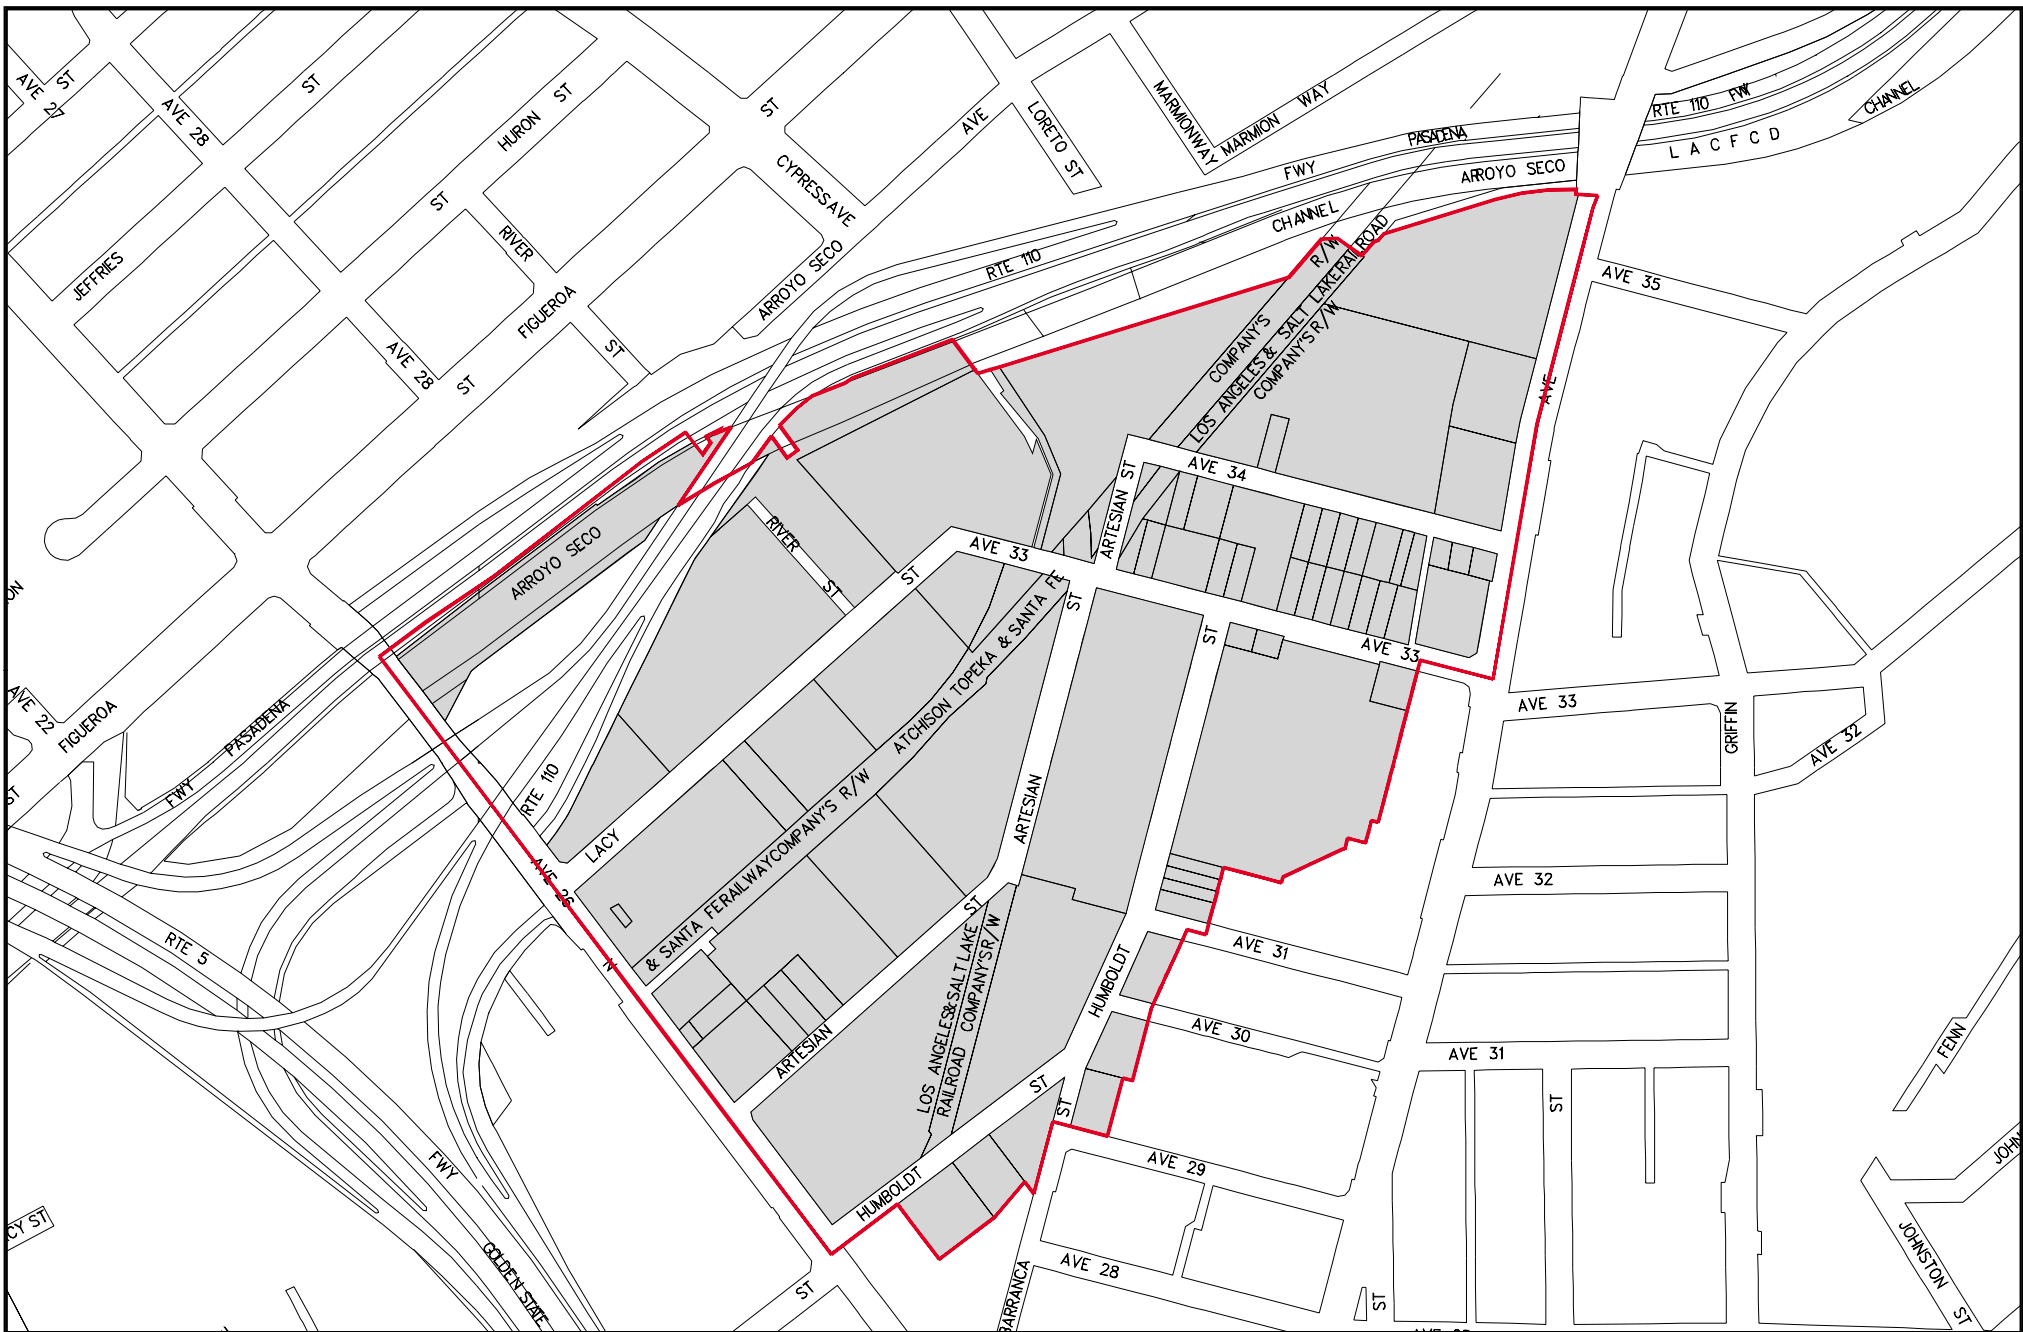 AVE 27
ST
AVE 28
ST
HURON ST
ST
AVE
CYPRESS AVE
LORETO ST
MARMIONWAY
MARMION WAY
PASADENA
FWY
RTE 110 FWY
CHANNEL
L A C F C D
ARROYO SECO
CHANNEL
RTE 110
JEFFRIES
ST
RIVER
FIGUEROA
ST
ARROYO SECO
AVE 28
ST
AVE 35
AVE
R/W
COMPANY'S
LOS ANGELES & SALT LAKE RAILROAD
COMPANY'S R/W
AVE 34
ARTESIAN ST
ARROYO SECO
RIVER
ST
AVE 33
ST
ST
ST
AVE 33
AVE 33
ATCHISON TOPEKA & SANTA FE
& SANTA FE RAILWAY COMPANY'S R/W
AVE 22
FIGUEROA
ST
PASADENA
FWY
RTE 110
LACY
ARTESIAN
GRIFFIN
AVE 32
AVE 26
N
AVE 32
ST
RTE 5
LOS ANGELES & SALT LAKE
RAILROAD COMPANY'S R/W
HUMBOLDT
AVE 31
AVE 30
AVE 31
FENN
ARTESIAN
ST
ST
ST
FWY
AVE 29
HUMBOLDT
GOLDEN STATE
CY ST
JOHN
JOHNSTON
ST
AVE 28
BARRANCA
ST
ST